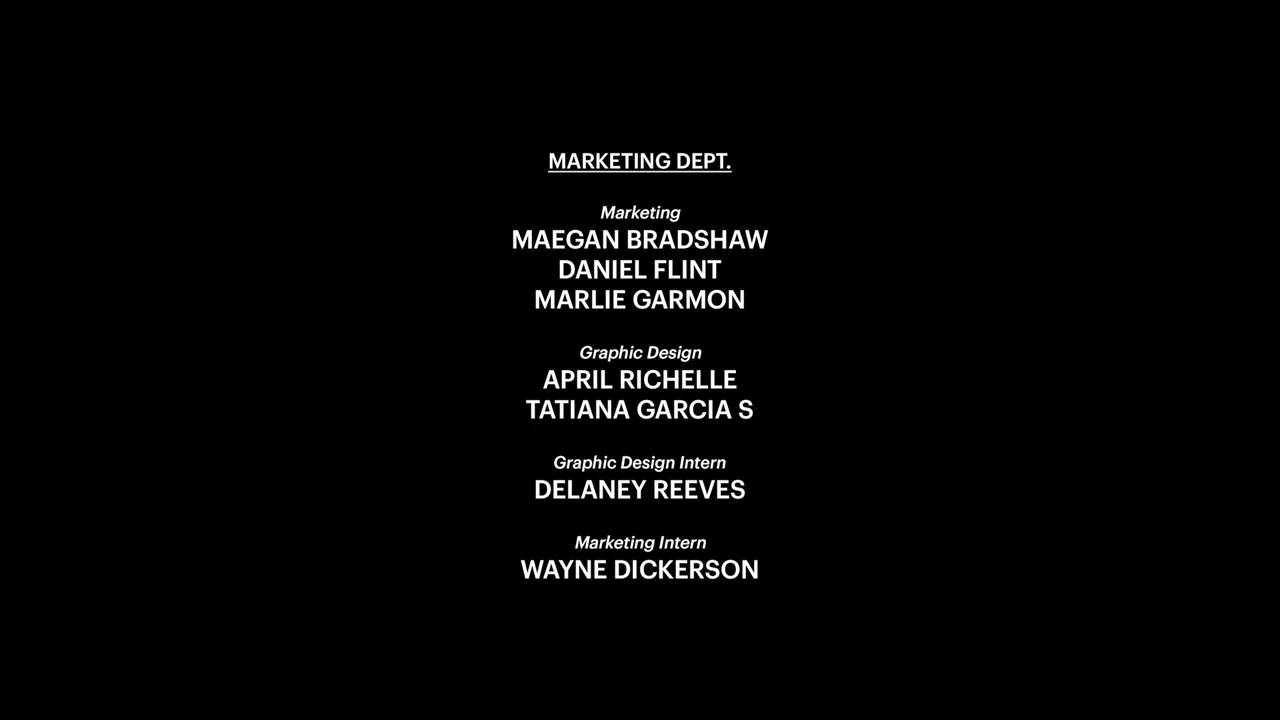 MARKETING DEPT.
Marketing
MAEGAN BRADSHAW
DANIEL FLINT
MARLIE GARMON
Graphic Design
APRIL RICHELLE
TATIANA GARCIA S
Graphic Design Intern
DELANEY REEVES
Marketing Intern
WAYNE DICKERSON